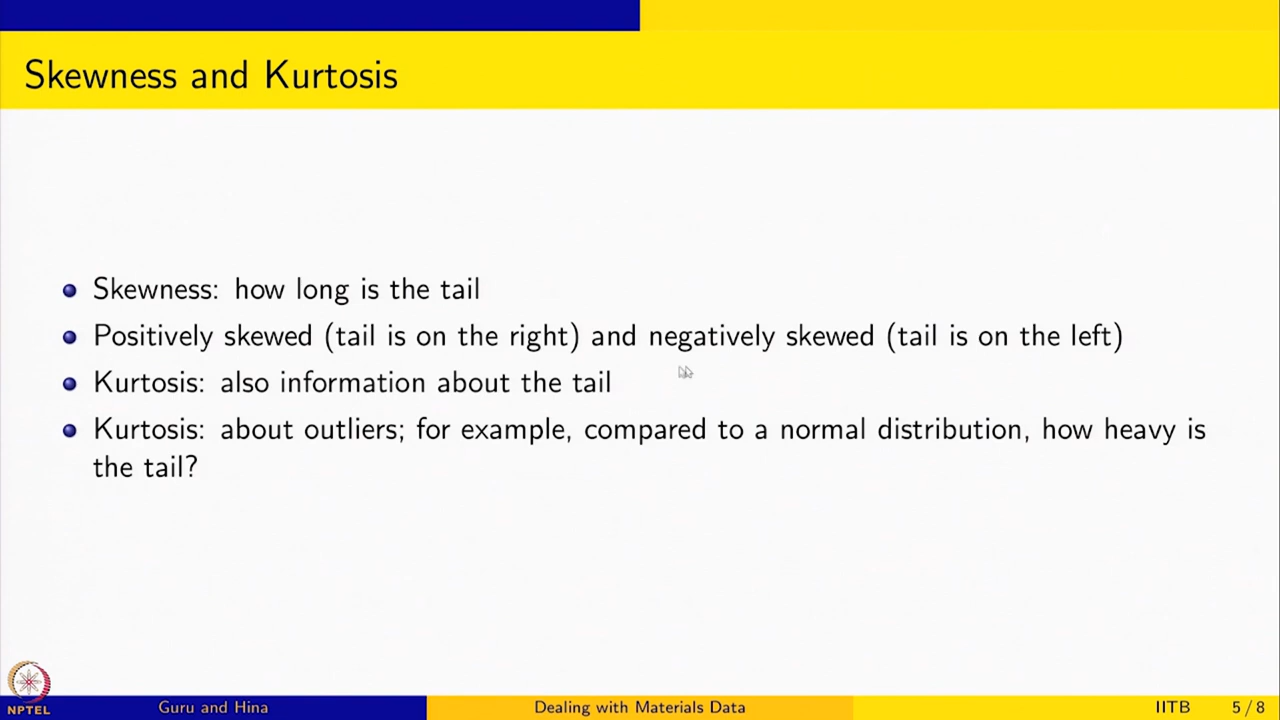 Skewness and Kurtosis
Skewness: how long is the tail
Positively skewed (tail is on the right) and negatively skewed (tail is on the left)
Kurtosis: also information about the tail
Kurtosis: about outliers; for example, compared to a normal distribution, how heavy is
the tail?
NPTEL
Guru and Hina
Dealing with Materials Data
IITB
5 / 8